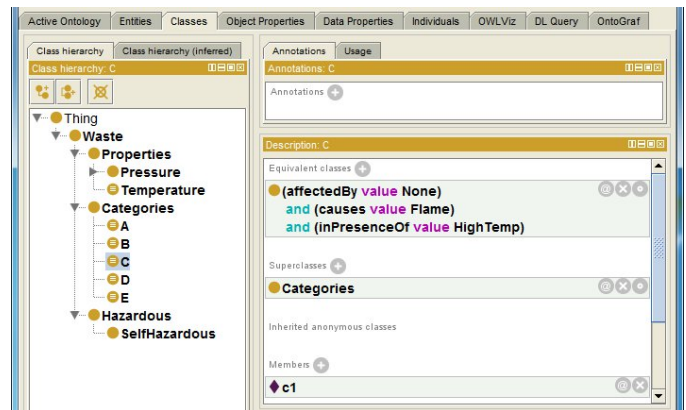 Active Ontology Entities Classes Object Properties Data Properties Individuals OWLViz DL Query OntoGraf
Class hierarchy Class hierarchy (inferred)
Class hierarchy: C
Thing
Waste
Properties
Pressure
Temperature
Categories
A
B
C
D
E
Hazardous
SelfHazardous
Annotations Usage
Annotations: C
Annotations
Description: C
Equivalent classes
(affectedBy value None)
and (causes value Flame)
and (inPresenceOf value HighTemp)
Superclasses
Categories
Inherited anonymous classes
Members
c1